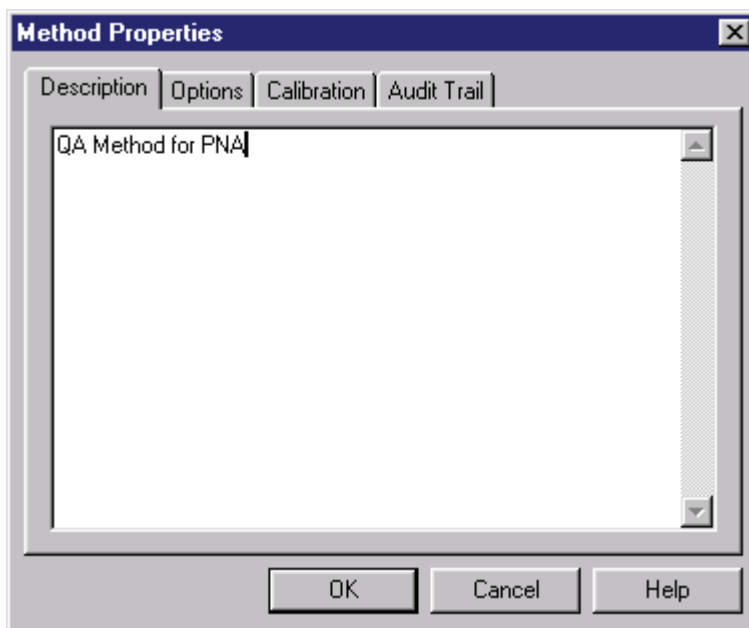 Method Properties
Description Options Calibration Audit Trail
QA Method for PNA
OK Cancel Help